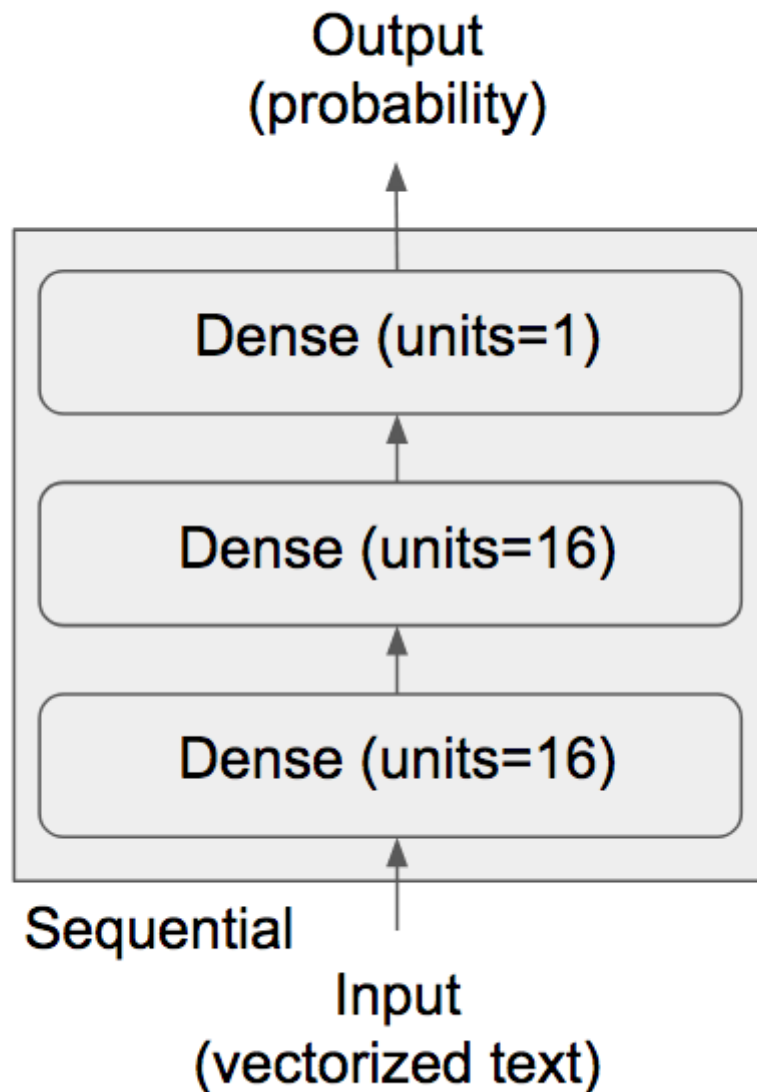 Output
(probability)
Dense (units=1)
Dense (units=16)
Dense (units=16)
Sequential
Input
(vectorized text)